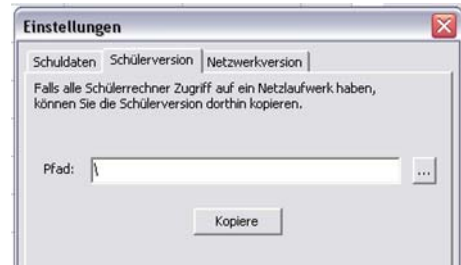 Einstellungen
Schuldaten Schülerversion Netzwerkversion
Falls alle Schülerrechner Zugriff auf ein Netzlaufwerk haben,
können Sie die Schülerversion dorthin kopieren.
Pfad: \ ...
Kopiere